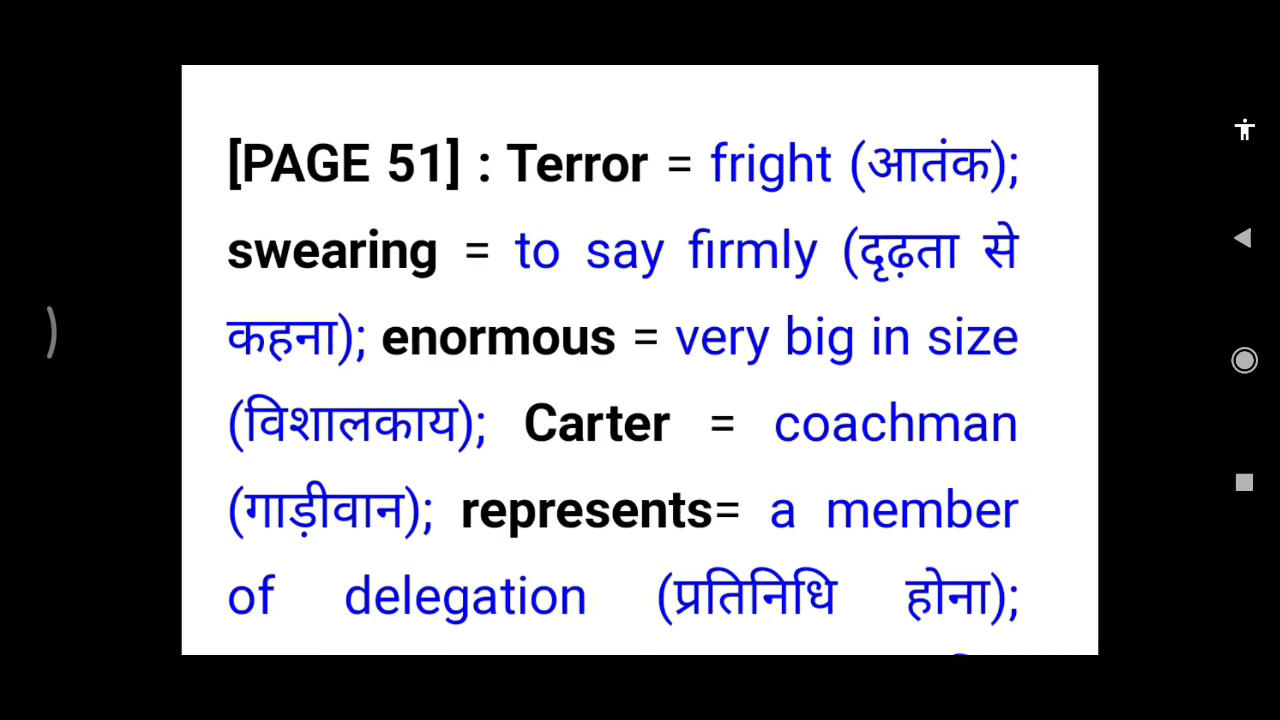 [PAGE 51] : Terror = fright (आतंक);
swearing = to say firmly (दृढ़ता से
कहना); enormous = very big in size
(विशालकाय); Carter = coachman
(गाड़ीवान); represents= a member
of delegation (प्रतिनिधि होना);